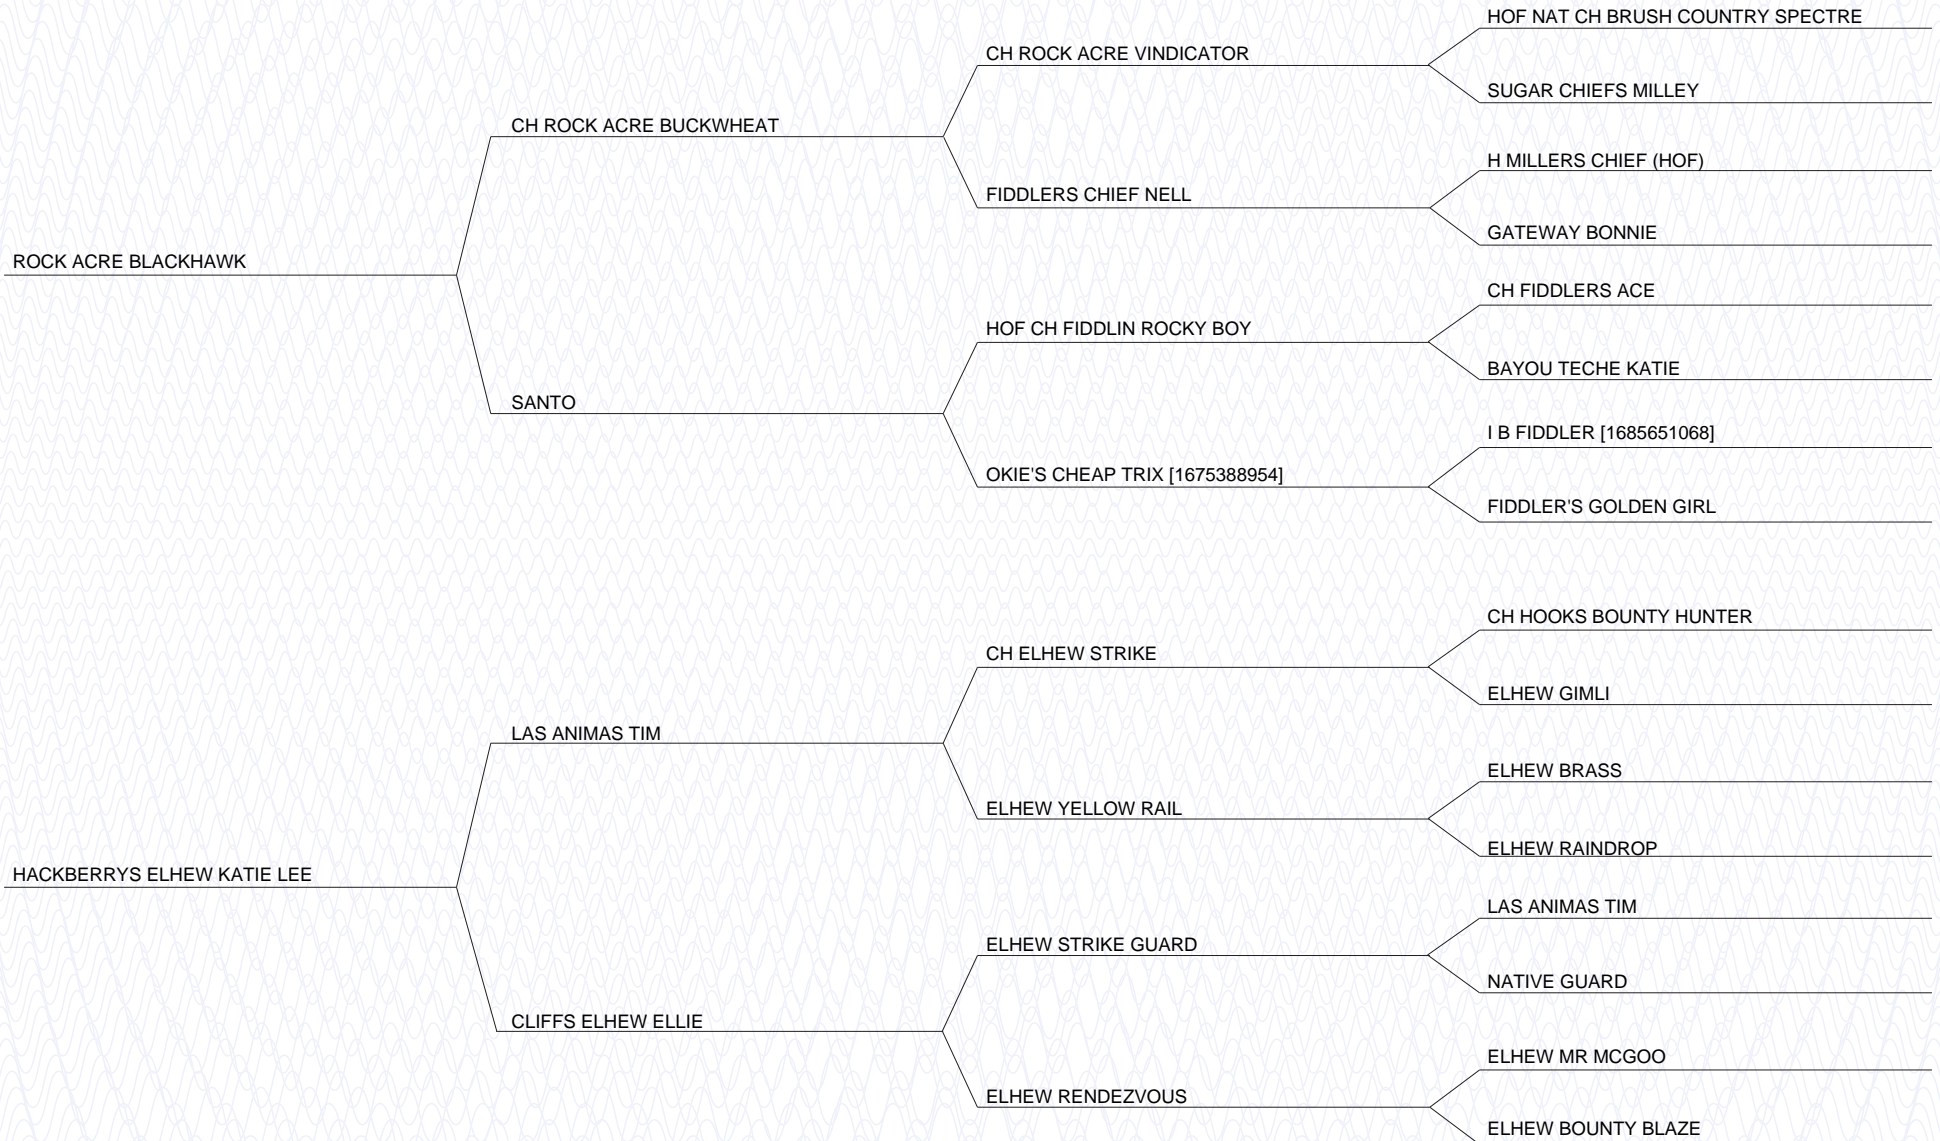 HOF NAT CH BRUSH COUNTRY SPECTRE
CH ROCK ACRE VINDICATOR
SUGAR CHIEFS MILLEY
CH ROCK ACRE BUCKWHEAT
H MILLERS CHIEF (HOF)
FIDDLERS CHIEF NELL
GATEWAY BONNIE
ROCK ACRE BLACKHAWK
CH FIDDLERS ACE
HOF CH FIDDLIN ROCKY BOY
BAYOU TECHE KATIE
SANTO
I B FIDDLER [1685651068]
OKIE'S CHEAP TRIX [1675388954]
FIDDLER'S GOLDEN GIRL
CH HOOKS BOUNTY HUNTER
CH ELHEW STRIKE
ELHEW GIMLI
LAS ANIMAS TIM
ELHEW BRASS
ELHEW YELLOW RAIL
ELHEW RAINDROP
HACKBERRYS ELHEW KATIE LEE
LAS ANIMAS TIM
ELHEW STRIKE GUARD
NATIVE GUARD
CLIFFS ELHEW ELLIE
ELHEW MR MCGOO
ELHEW RENDEZVOUS
ELHEW BOUNTY BLAZE